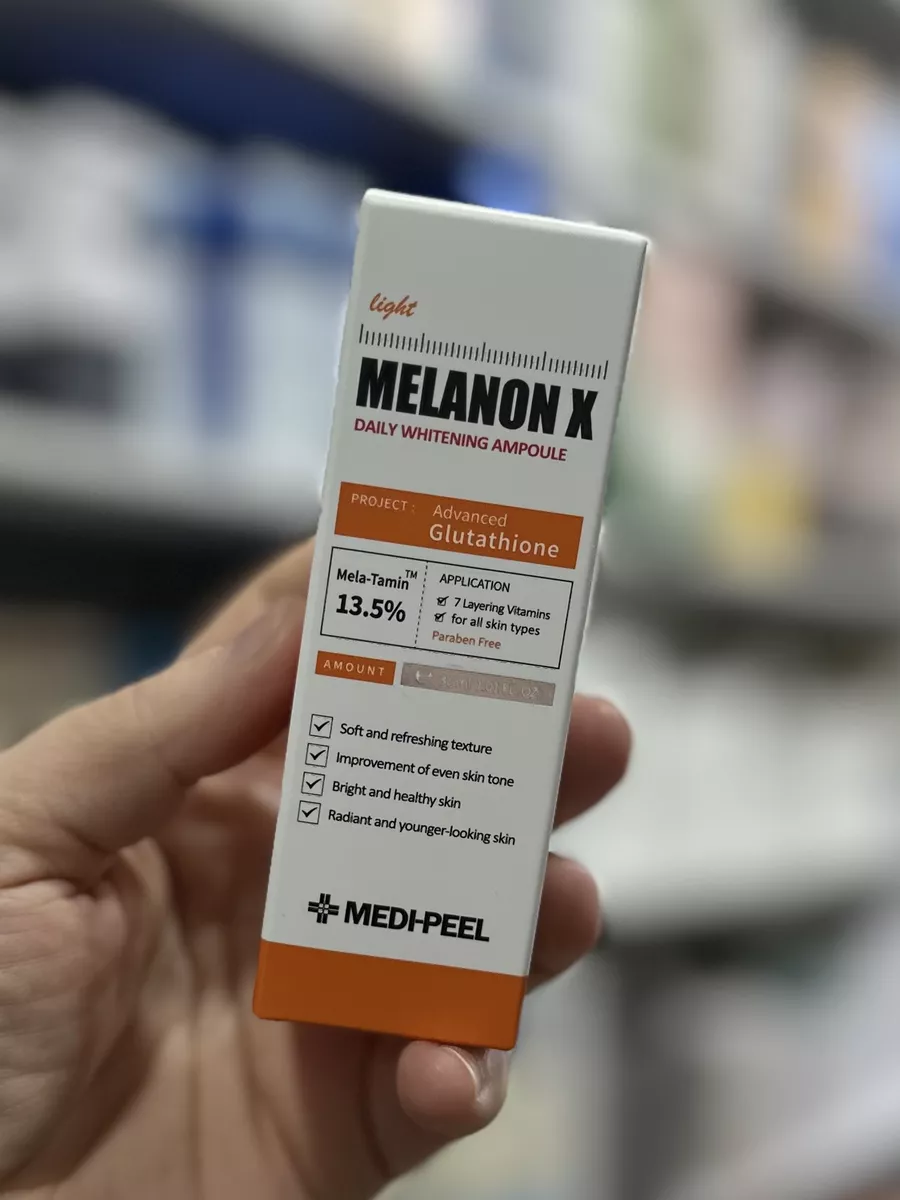 light
MELANON X
DAILY WHITENING AMPOULE
PROJECT : Advanced
Glutathione
Mela-Tamin™
13.5%
APPLICATION
7 Layering Vitamins
for all skin types
Paraben Free
AMOUNT
Soft and refreshing texture
Improvement of even skin tone
Bright and healthy skin
Radiant and younger-looking skin
MEDI-PEEL